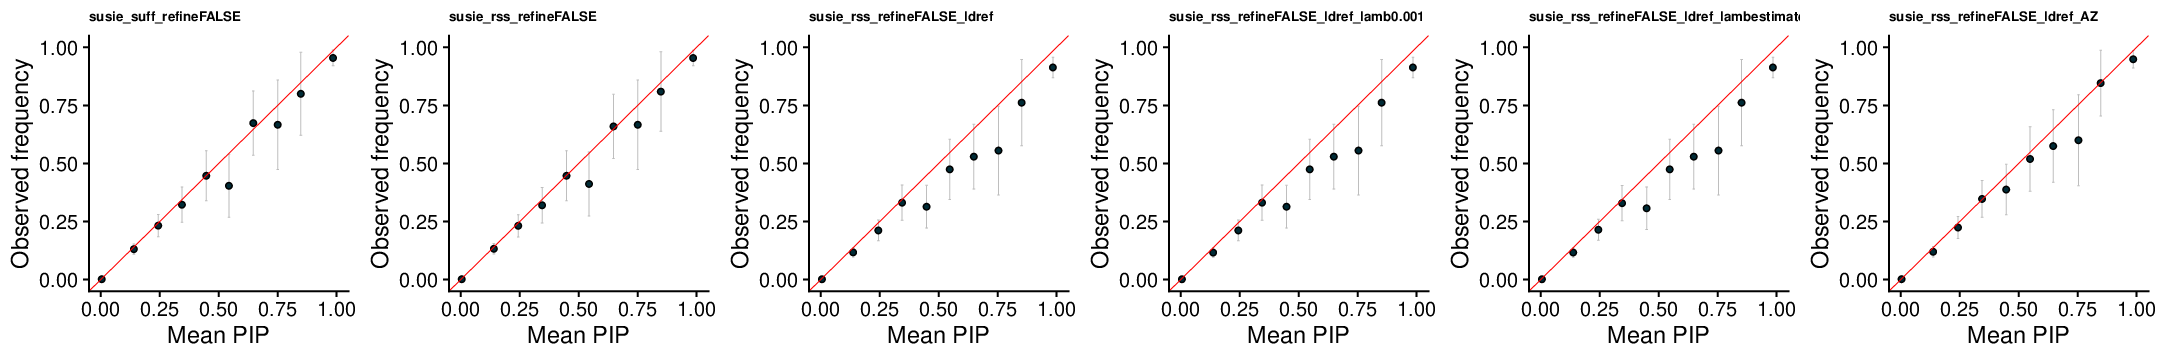 susie_suff_refineFALSE
1.00
0.75
0.50
0.25
0.00
Observed frequency
0.00 0.25 0.50 0.75 1.00
Mean PIP
susie_rss_refineFALSE
1.00
0.75
0.50
0.25
0.00
Observed frequency
0.00 0.25 0.50 0.75 1.00
Mean PIP
susie_rss_refineFALSE_ldref
1.00
0.75
0.50
0.25
0.00
Observed frequency
0.00 0.25 0.50 0.75 1.00
Mean PIP
susie_rss_refineFALSE_ldref_lamb0.001
1.00
0.75
0.50
0.25
0.00
Observed frequency
0.00 0.25 0.50 0.75 1.00
Mean PIP
susie_rss_refineFALSE_ldref_lambestimat
1.00
0.75
0.50
0.25
0.00
Observed frequency
0.00 0.25 0.50 0.75 1.00
Mean PIP
susie_rss_refineFALSE_ldref_AZ
1.00
0.75
0.50
0.25
0.00
Observed frequency
0.00 0.25 0.50 0.75 1.00
Mean PIP